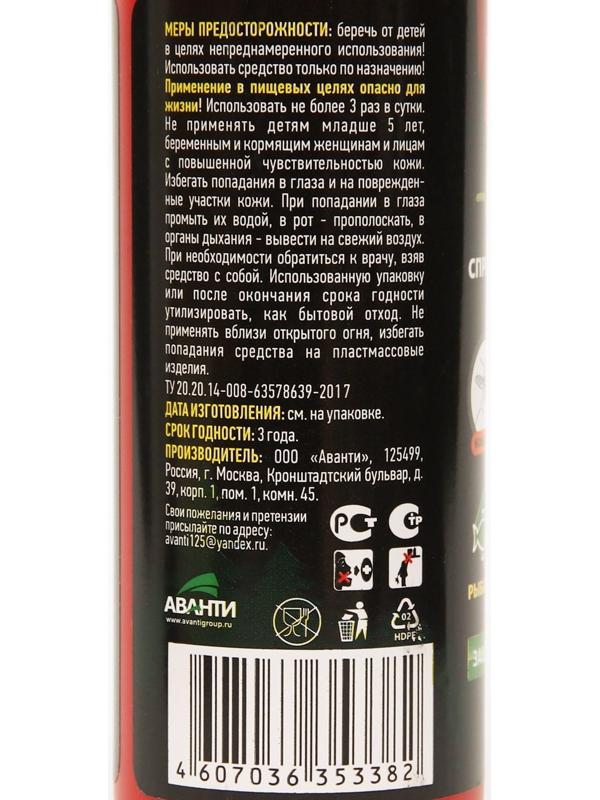 МЕРЫ ПРЕДОСТОРОЖНОСТИ: беречь от детей
в целях непреднамеренного использования!
Использовать средство только по назначению!
Применение в пищевых целях опасно для
жизни! Использовать не более 3 раз в сутки.
Не применять детям младше 5 лет,
беременным и кормящим женщинам и лицам
с повышенной чувствительностью кожи.
Избегать попадания в глаза и на поврежден-
ные участки кожи. При попадании в глаза
промыть их водой, в рот - прополоскать, в
органы дыхания - вывести на свежий воздух.
При необходимости обратиться к врачу, взяв
средство с собой. Использованную упаковку
или после окончания срока годности
утилизировать, как бытовой отход. Не
применять вблизи открытого огня, избегать
попадания средства на пластмассовые
изделия.
ТУ 20.20.14-008-63578639-2017
ДАТА ИЗГОТОВЛЕНИЯ: см. на упаковке.
СРОК ГОДНОСТИ: 3 года.
ПРОИЗВОДИТЕЛЬ: ООО «Аванти», 125499,
Россия, г. Москва, Кронштадтский бульвар, д.
39, корп. 1, пом. 1, комн. 45.
Свои пожелания и претензии
присылайте по адресу:
avanti125@yandex.ru.
РСТ
СТР
АВАНТИ
www.avantigroup.ru
02
HDPE
4 607036 353382
СПР
РЫБ
ЗА